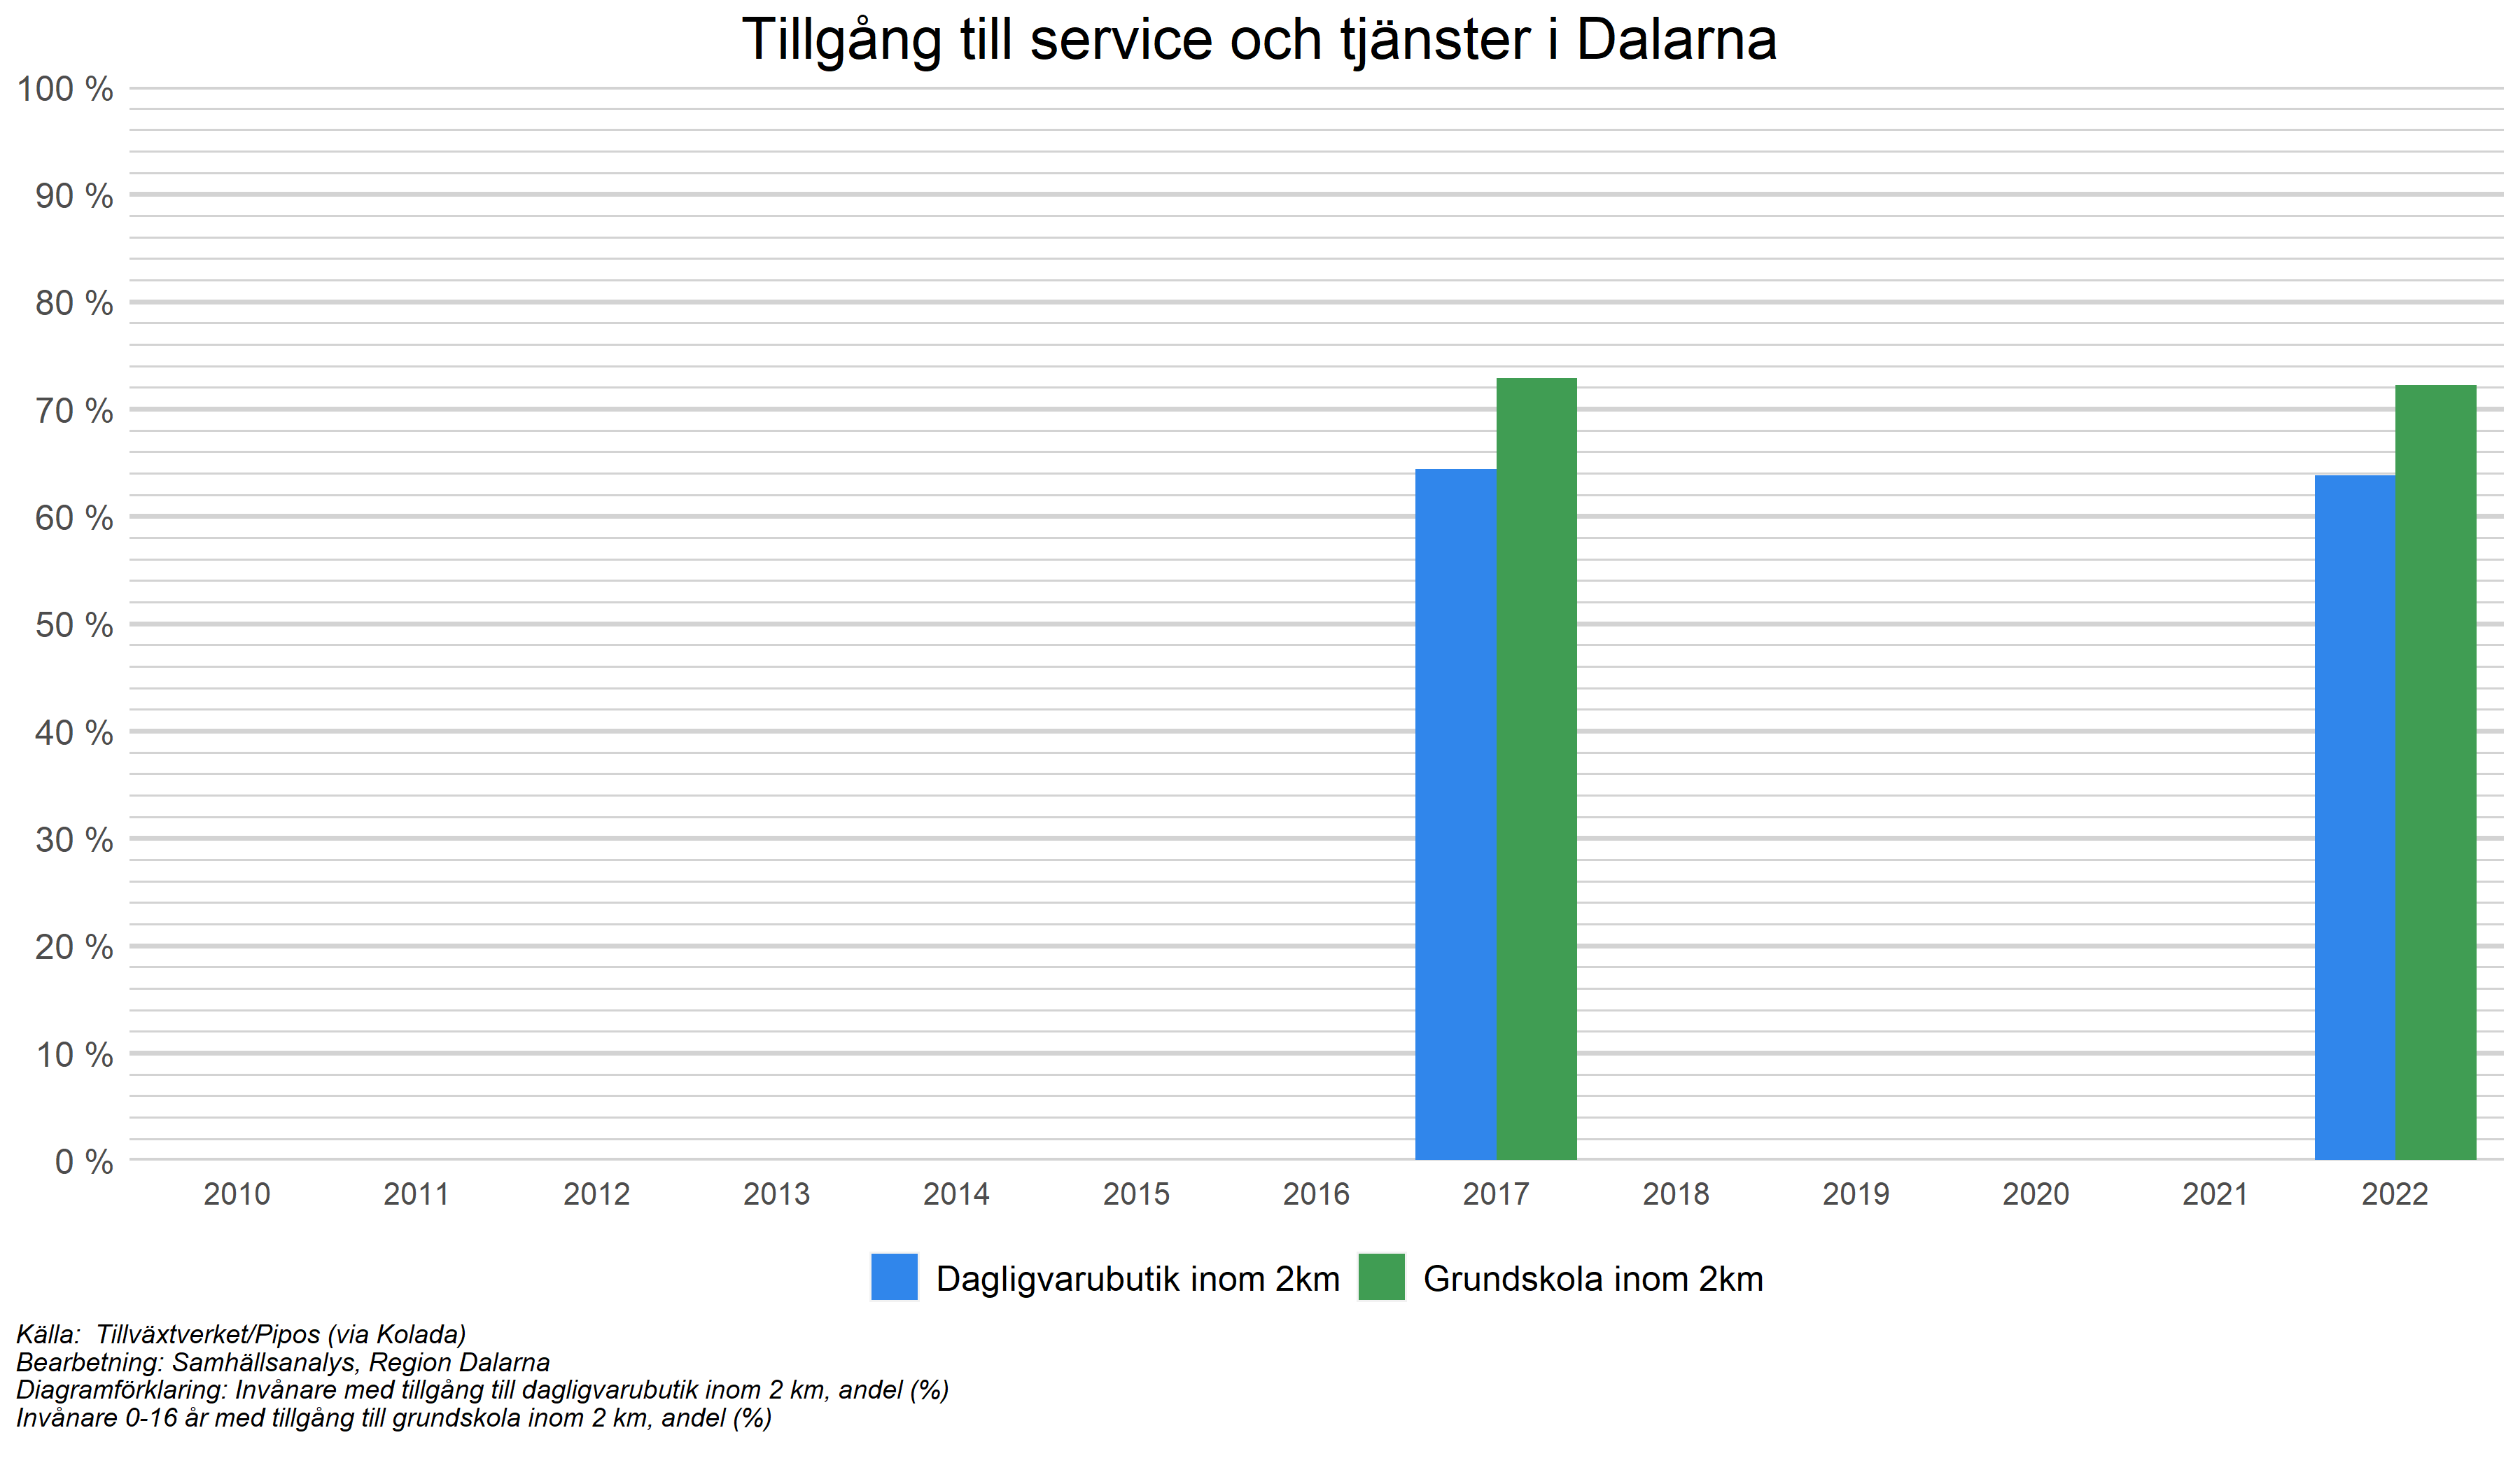 Tillgång till service och tjänster i Dalarna
100 %
90 %
80 %
70 %
60 %
50 %
40 %
30 %
20 %
10 %
0 %
2010 2011 2012 2013 2014 2015 2016 2017 2018 2019 2020 2021 2022
Dagligvarubutik inom 2km Grundskola inom 2km
Källa: Tillväxtverket/Pipos (via Kolada)
Bearbetning: Samhällsanalys, Region Dalarna
Diagramförklaring: Invånare med tillgång till dagligvarubutik inom 2 km, andel (%)
Invånare 0-16 år med tillgång till grundskola inom 2 km, andel (%)